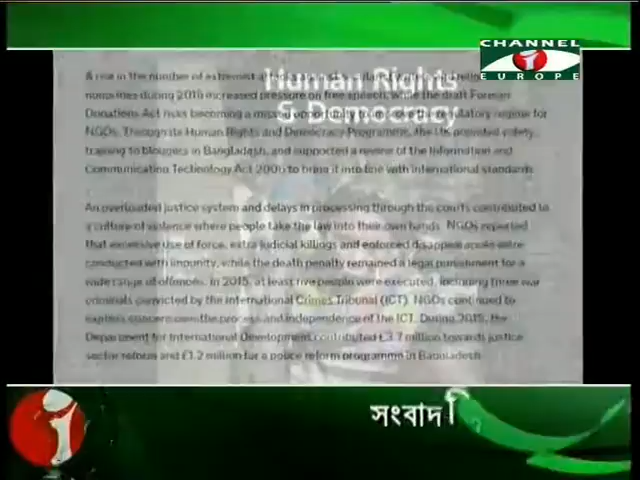 CHANNEL
i
EUROPE
Human Rights
& Democracy
A rise in the number of extremist
minorities during 2015 increased pressure on free speech, while the draft Foreign
Donations Act risks becoming a missed opportunity to the regulatory regime for
NGOs. Through its Human Rights and Democracy Programme, the UK provided safety
training to bloggers in Bangladesh, and supported a review of the Information and
Communication Technology Act 2006 to bring it into line with international standards.
An overloaded justice system and delays in processing through the courts contributed to
a culture of violence where people take the law into their own hands. NGOs reported
that excessive use of force, extra judicial killings and enforced disappearances were
conducted with impunity, while the death penalty remained a legal punishment for a
wide range of offences. In 2015, at least five people were executed, including three war
criminals convicted by the International Crimes Tribunal (ICT). NGOs continued to
express concern over the process and independence of the ICT. During 2015, the
Department for International Development contributed £3.7 million towards justice
sector reform and £1.2 million for a police reform programme in Bangladesh.
i
সংবাদ